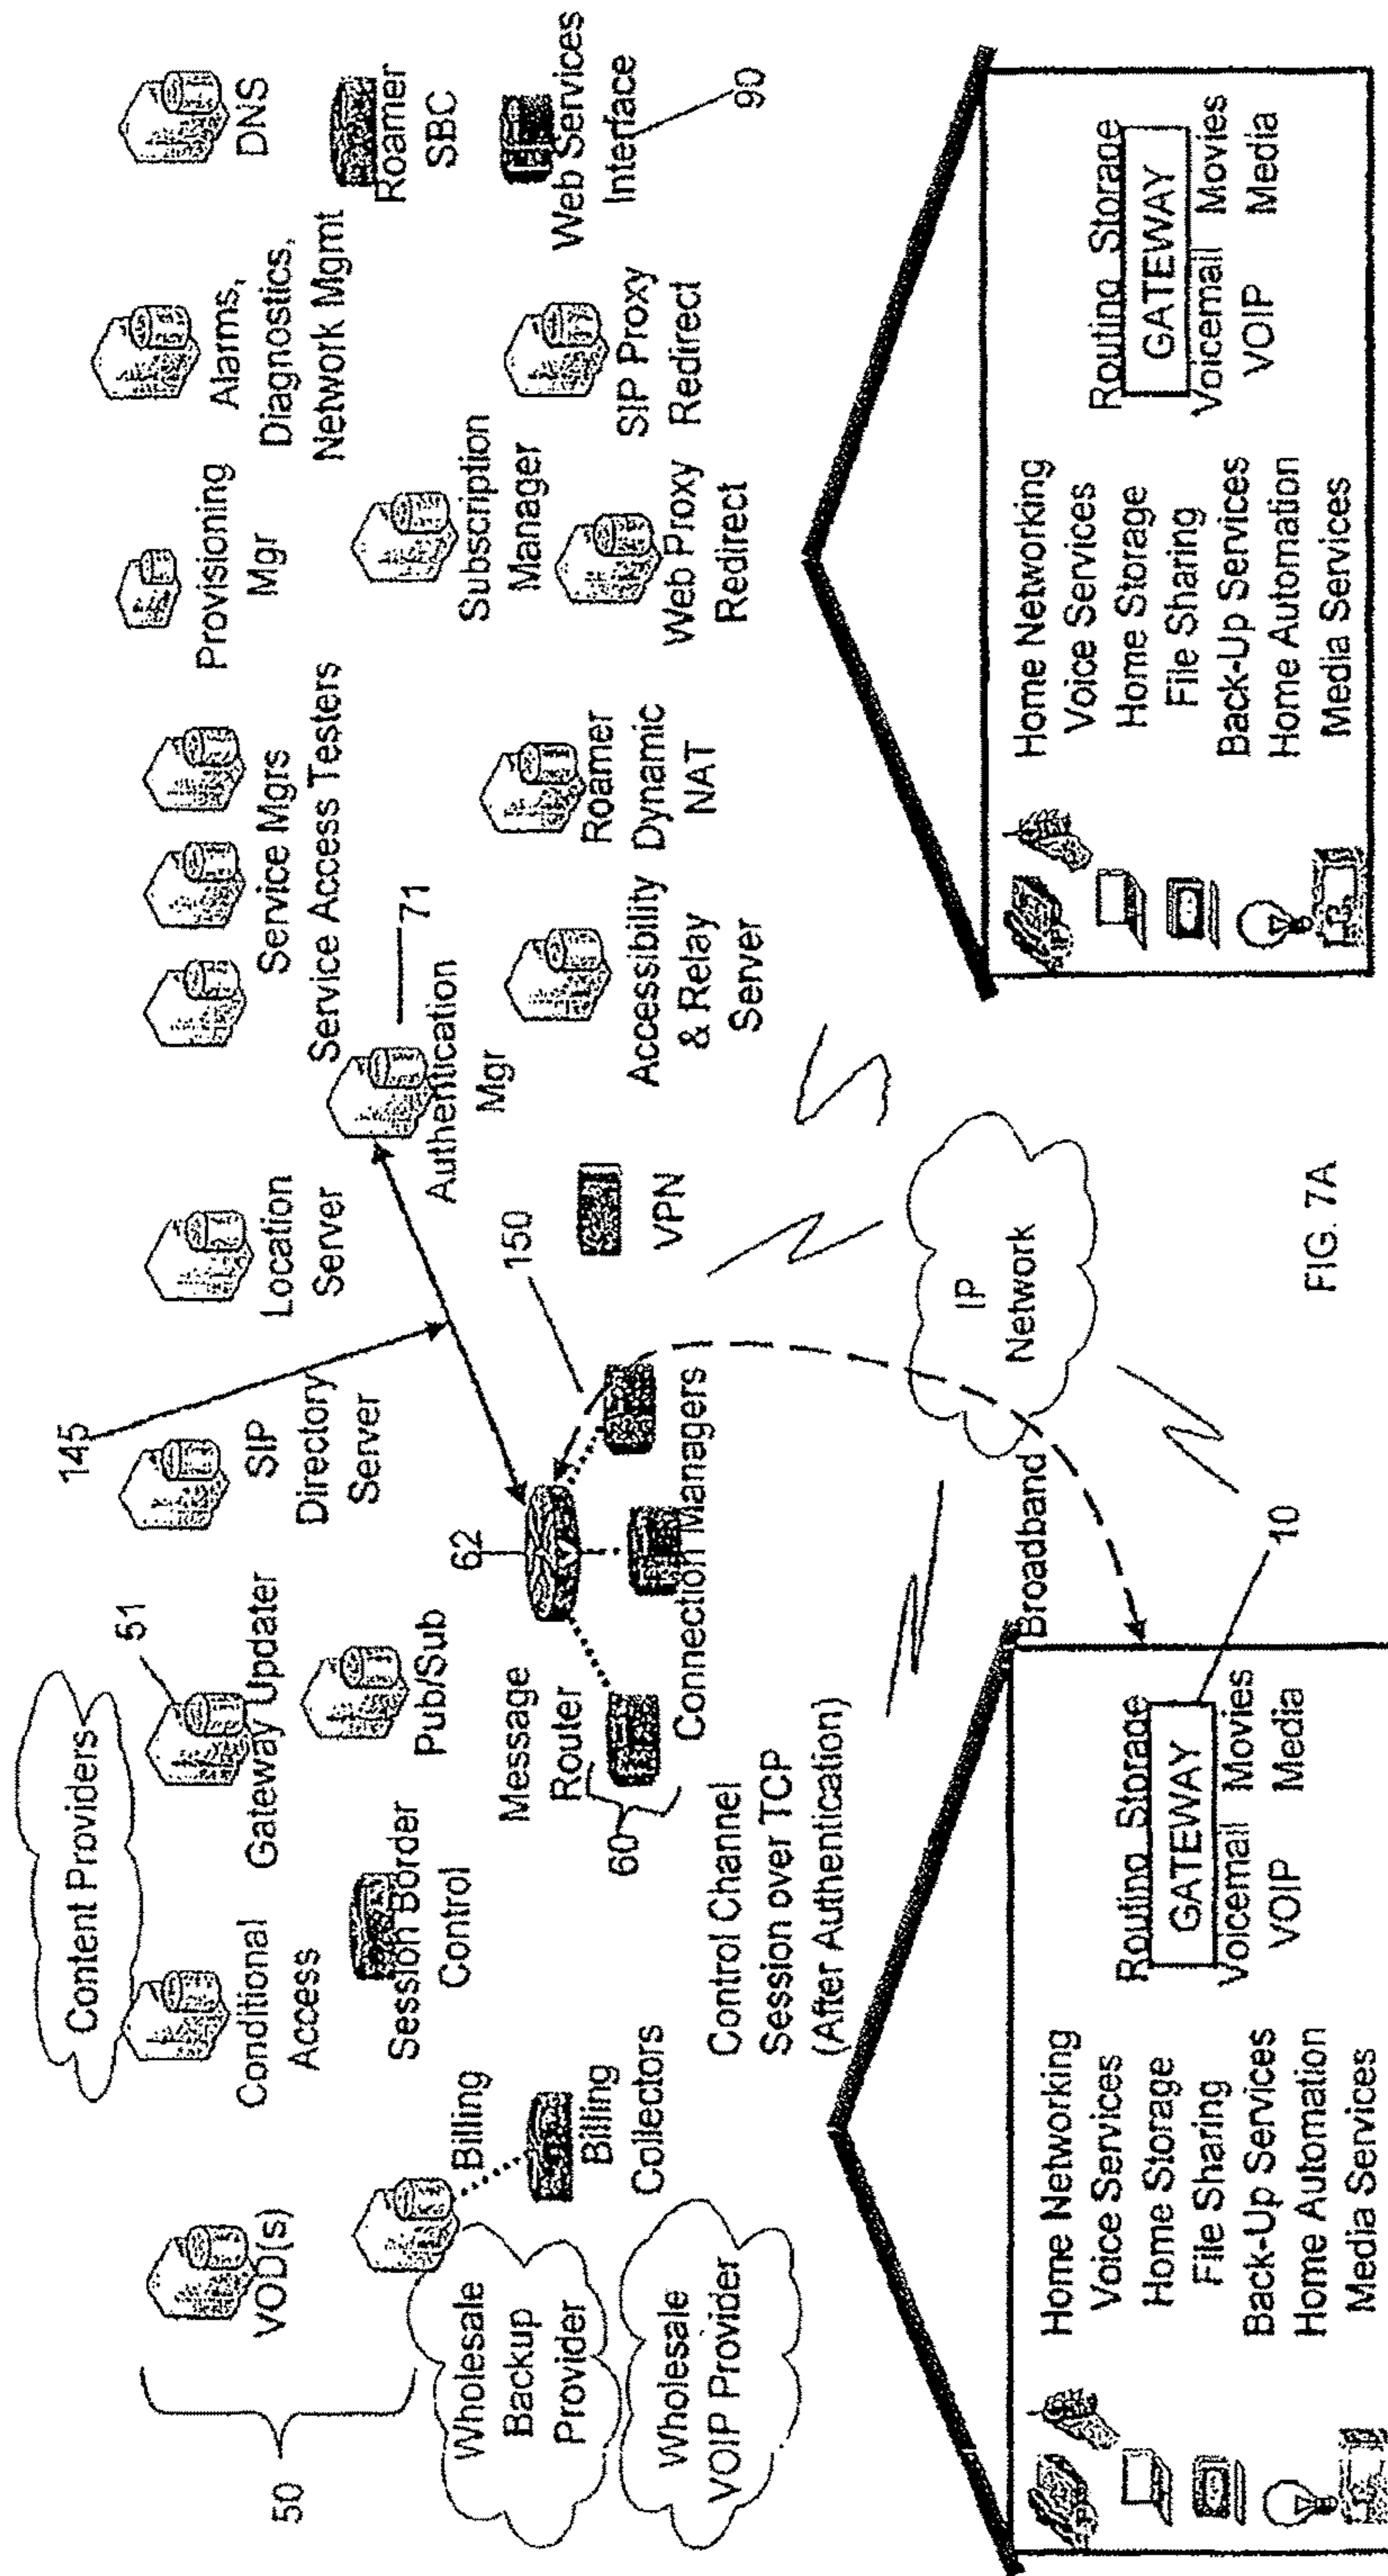 Content Providers
145
51
50
VOD(s)
Conditional
Access
Gateway Updater
SIP
Directory
Server
Location
Server
Service Mgrs
Service Access Testers
Provisioning
Mgr
Alarms,
Diagnostics,
Network Mgmt
DNS
Billing
Session Border
Control
Pub/Sub
62
Authentication
Mgr
71
Subscription
Manager
Roamer
SBC
Wholesale
Backup
Provider
Billing
Collectors
Message
Router
60
Connection Managers
150
VPN
Accessibility
& Relay
Server
Roamer
Dynamic
NAT
Web Proxy
Redirect
SIP Proxy
Redirect
Web Services
Interface
90
Wholesale
VOIP Provider
Control Channel
Session over TCP
(After Authentication)
IP
Network
Broadband
10
Home Networking
Voice Services
Home Storage
File Sharing
Back-Up Services
Home Automation
Media Services
Routing Storage
GATEWAY
Voicemail Movies
VOIP Media
Home Networking
Voice Services
Home Storage
File Sharing
Back-Up Services
Home Automation
Media Services
Routing Storage
GATEWAY
Voicemail Movies
VOIP Media
FIG. 7A